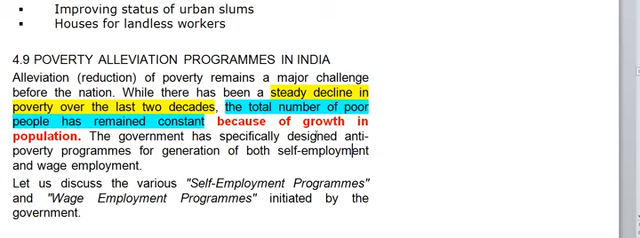 ▪ Improving status of urban slums
▪ Houses for landless workers
4.9 POVERTY ALLEVIATION PROGRAMMES IN INDIA
Alleviation (reduction) of poverty remains a major challenge
before the nation. While there has been a steady decline in
poverty over the last two decades, the total number of poor
people has remained constant because of growth in
population. The government has specifically designed anti-
poverty programmes for generation of both self-employment
and wage employment.
Let us discuss the various "Self-Employment Programmes"
and "Wage Employment Programmes" initiated by the
government.